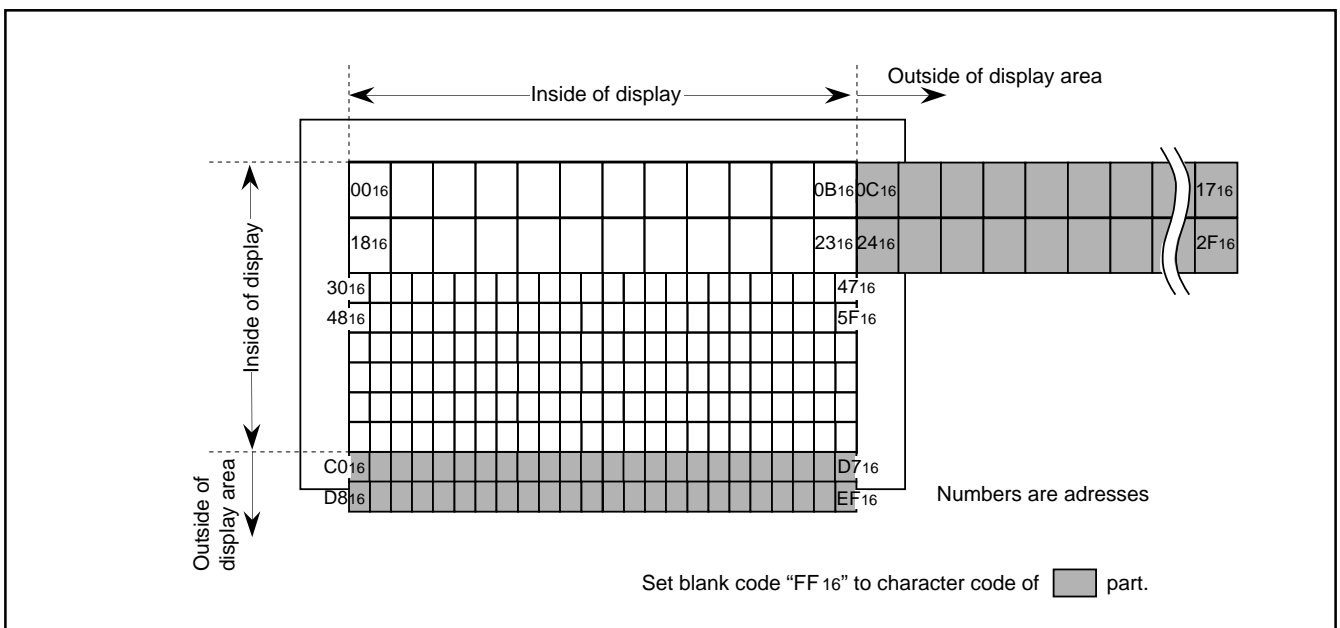 Outside of display area
Inside of display
0016 0B16 0C16 1716
1816 2316 2416 2F16
Inside of display
3016 4716
4816 5F16
C016 D716
D816 EF16
Outside of
display area
Numbers are adresses
Set blank code “FF16” to character code of part.